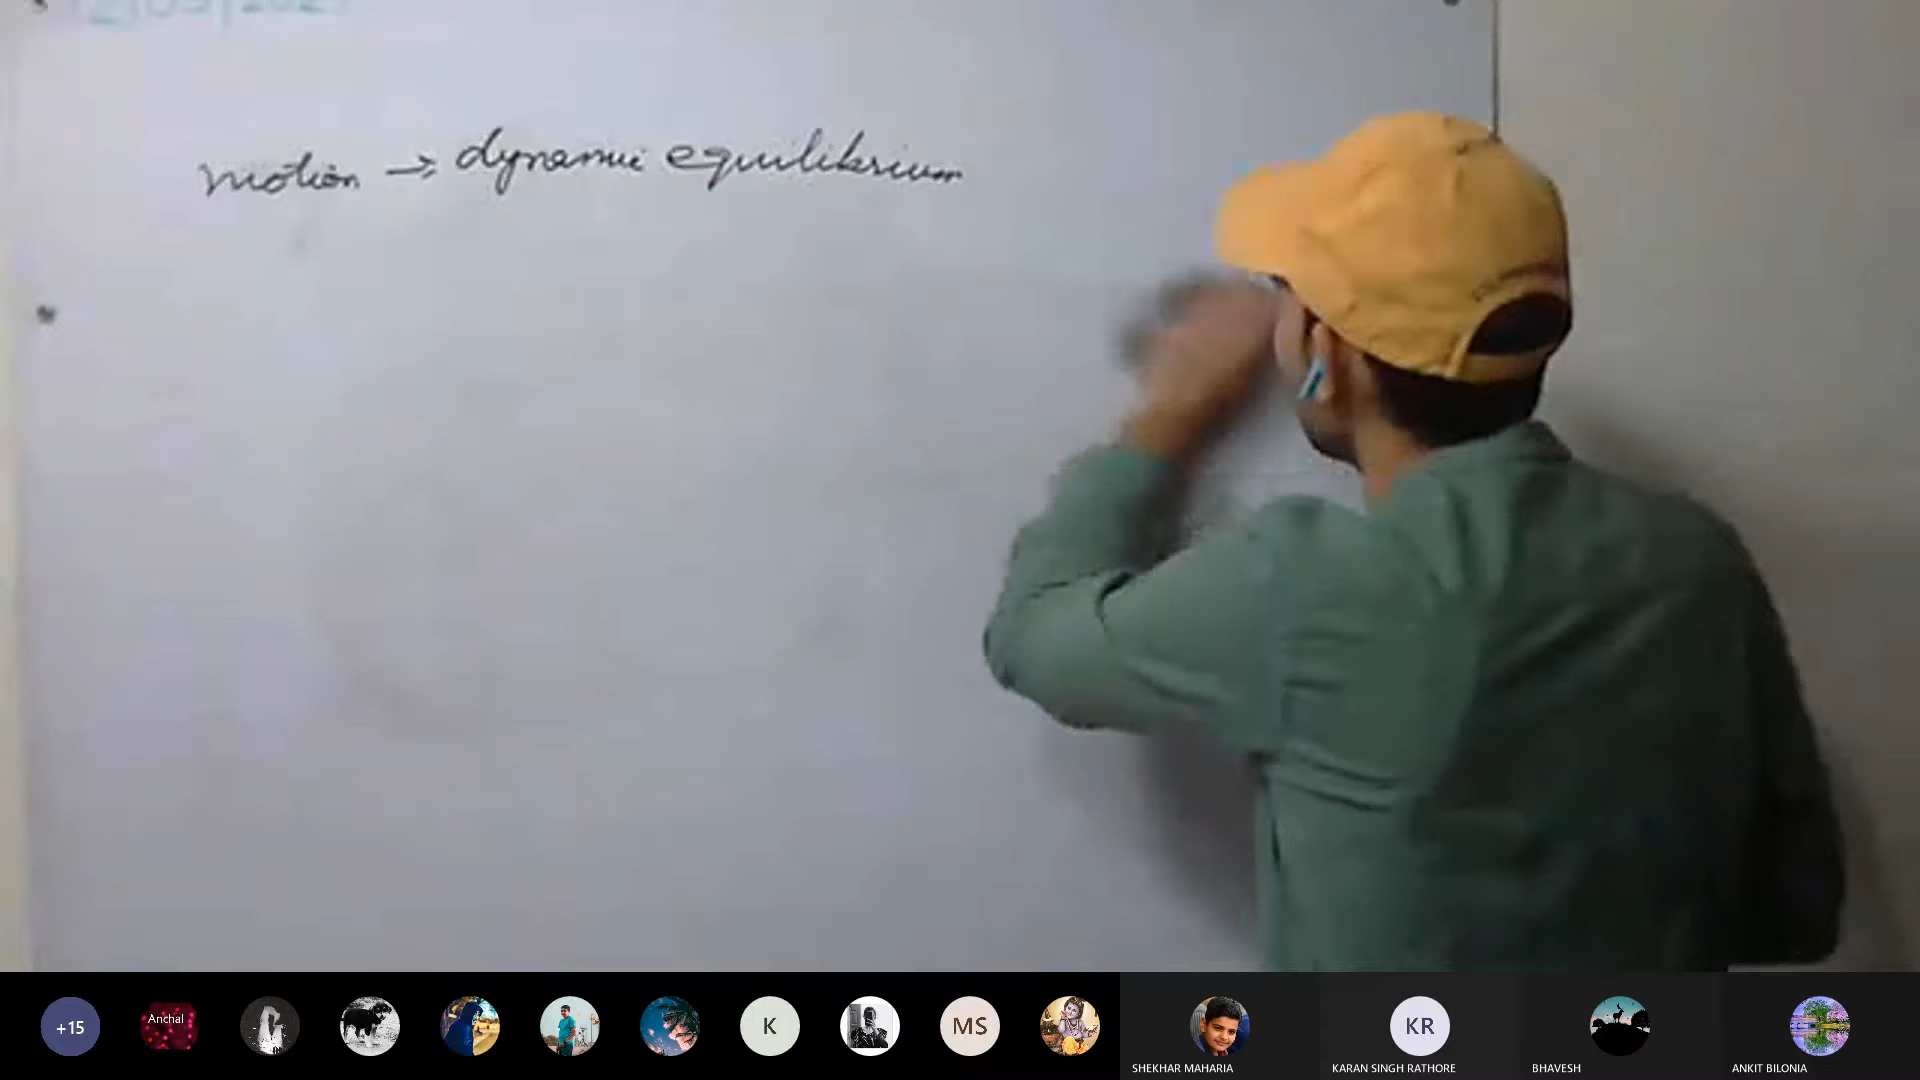 motion → dynamic equilibrium
+15
Anchal
K
MS
KR
SHEKHAR MAHARIA
KARAN SINGH RATHORE
BHAVESH
ANKIT BILONIA